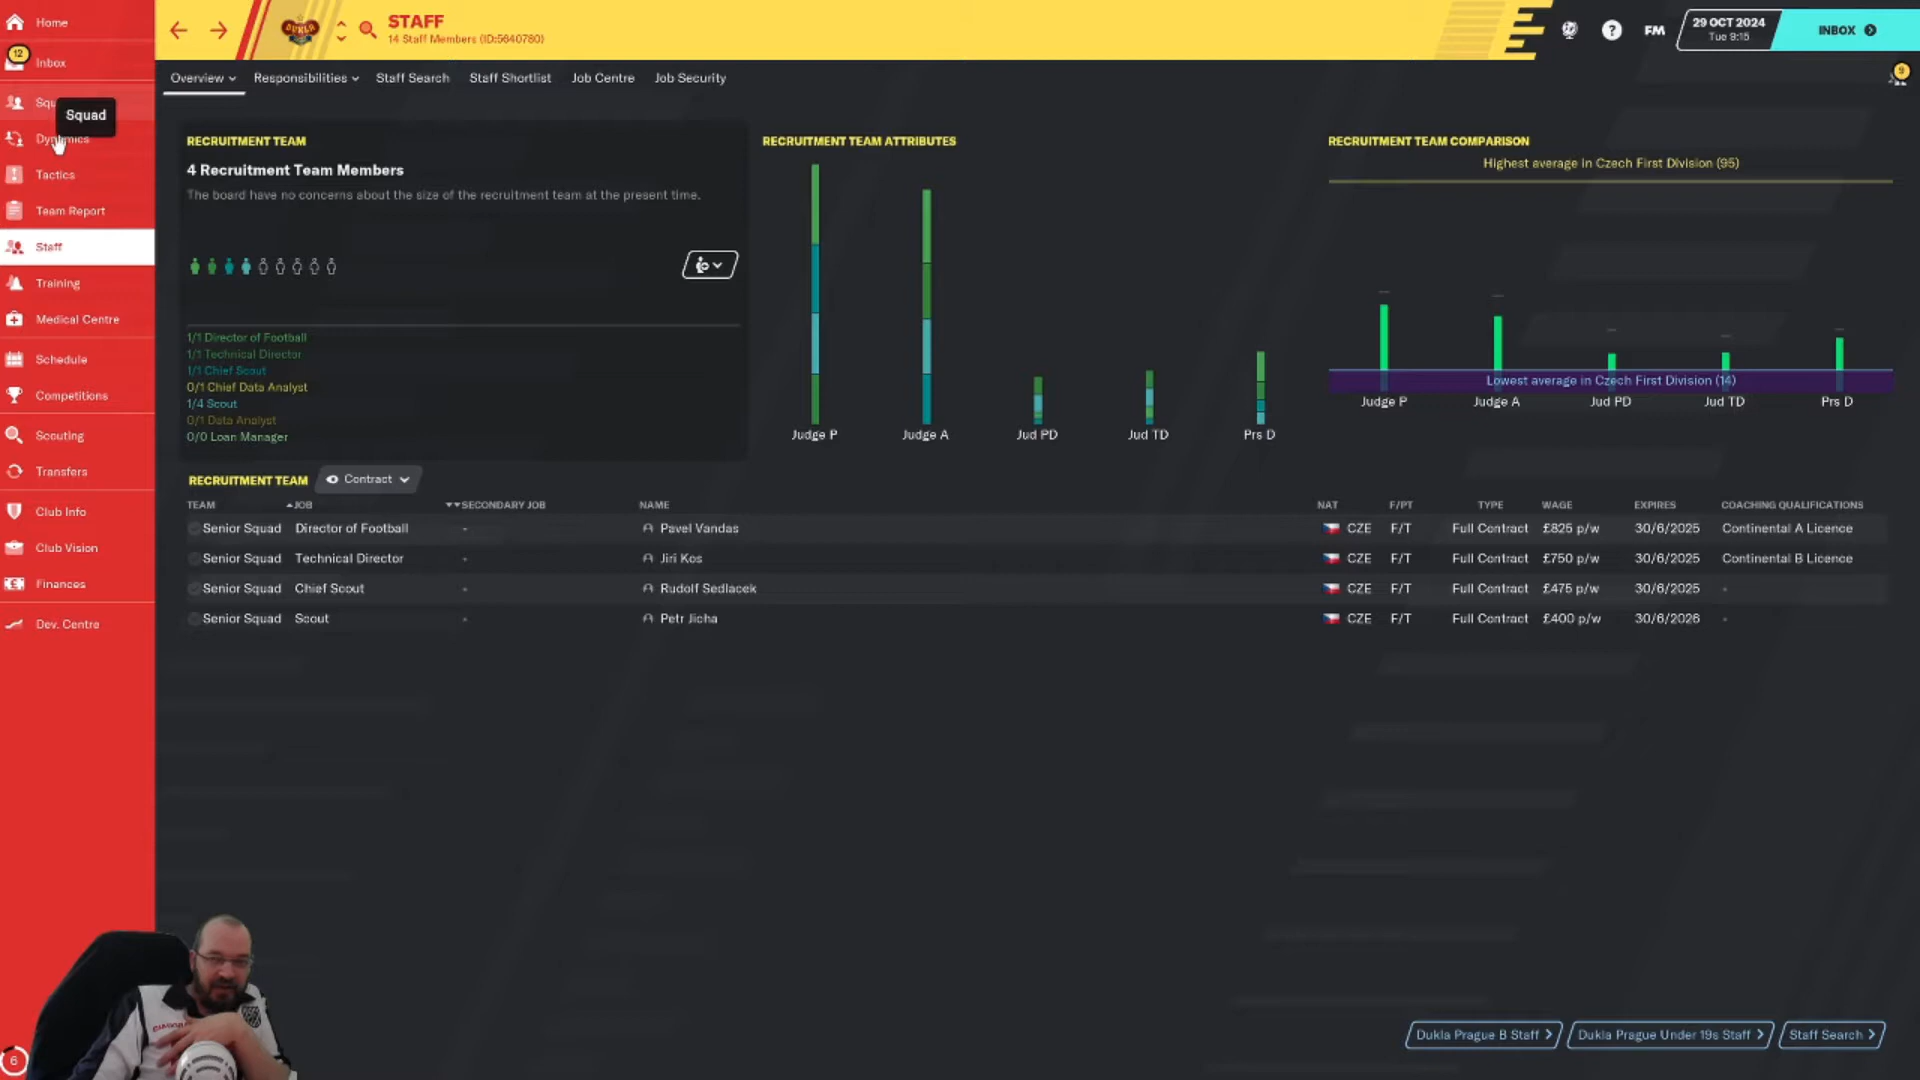 Home
12
Inbox
Squ
Squad
Dynamics
Tactics
Team Report
Staff
Training
Medical Centre
Schedule
Competitions
Scouting
Transfers
Club Info
Club Vision
Finances
Dev. Centre
6
DUKLA
STAFF
14 Staff Members (ID:5640780)
?
FM
29 OCT 2024
Tue 9:15
INBOX
Overview
Responsibilities
Staff Search
Staff Shortlist
Job Centre
Job Security
9
RECRUITMENT TEAM
4 Recruitment Team Members
The board have no concerns about the size of the recruitment team at the present time.
1/1 Director of Football
1/1 Technical Director
1/1 Chief Scout
0/1 Chief Data Analyst
1/4 Scout
0/1 Data Analyst
0/0 Loan Manager
RECRUITMENT TEAM ATTRIBUTES
Judge P Judge A Jud PD Jud TD Prs D
RECRUITMENT TEAM COMPARISON
Highest average in Czech First Division (95)
Lowest average in Czech First Division (14)
Judge P Judge A Jud PD Jud TD Prs D
RECRUITMENT TEAM Contract
TEAM JOB SECONDARY JOB NAME NAT F/PT TYPE WAGE EXPIRES COACHING QUALIFICATIONS
Senior Squad Director of Football - Pavel Vandas CZE F/T Full Contract £825 p/w 30/6/2025 Continental A Licence
Senior Squad Technical Director - Jiri Kos CZE F/T Full Contract £750 p/w 30/6/2025 Continental B Licence
Senior Squad Chief Scout - Rudolf Sedlacek CZE F/T Full Contract £475 p/w 30/6/2025 -
Senior Squad Scout - Petr Jicha CZE F/T Full Contract £400 p/w 30/6/2026 -
Dukla Prague B Staff
Dukla Prague Under 19s Staff
Staff Search